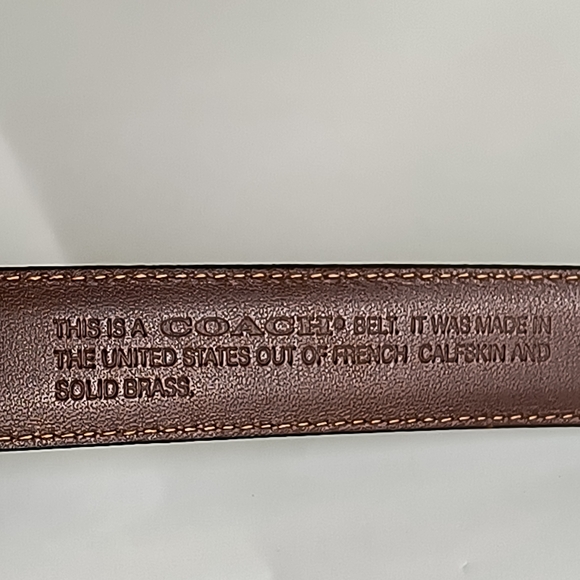 THIS IS A COACH® BELT. IT WAS MADE IN
THE UNITED STATES OUT OF FRENCH CALFSKIN AND
SOLID BRASS.